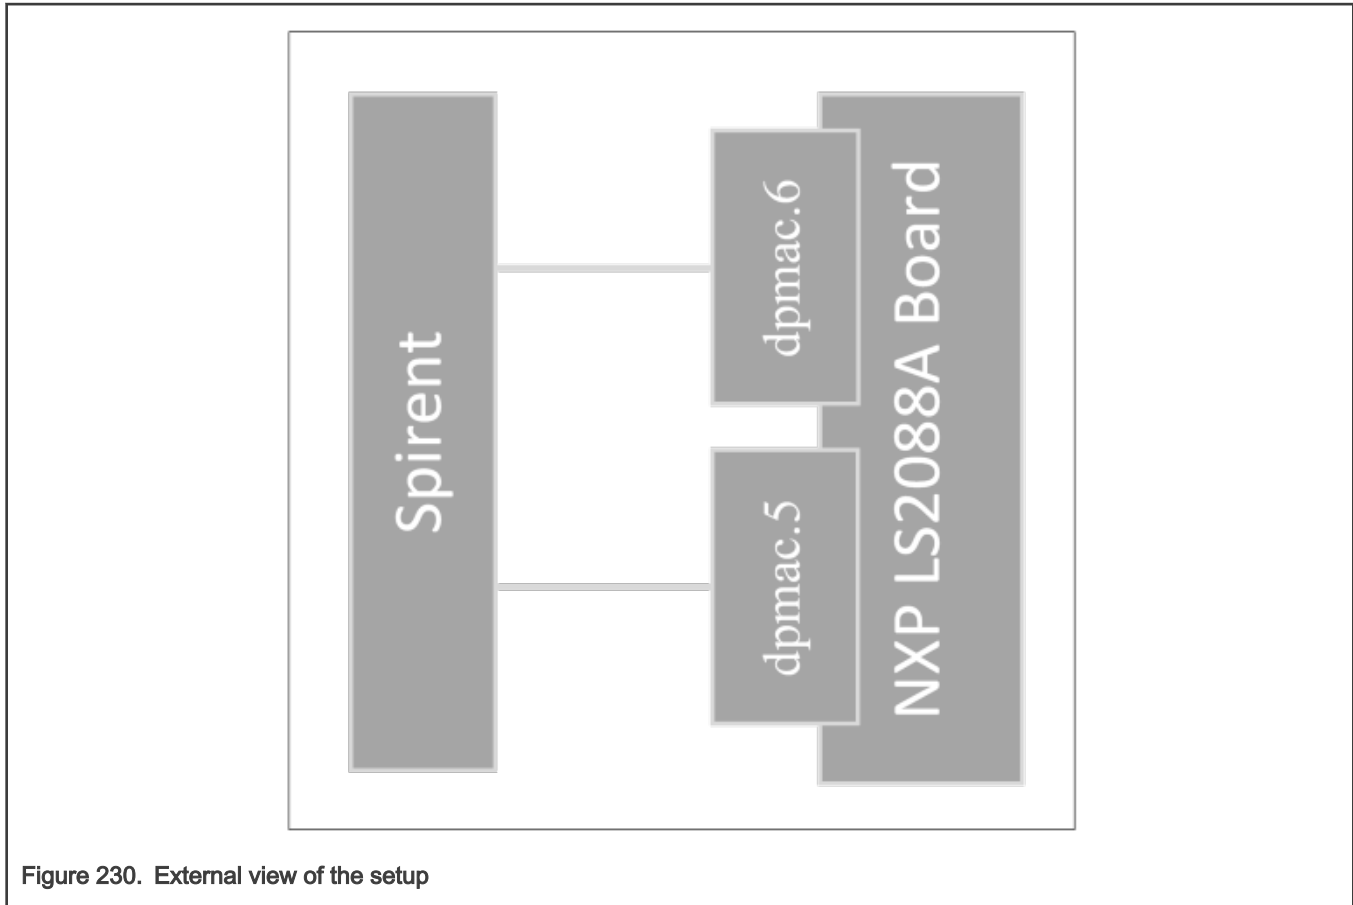 Spirent
dpmac.6
dpmac.5
NXP LS2088A Board
Figure 230. External view of the setup